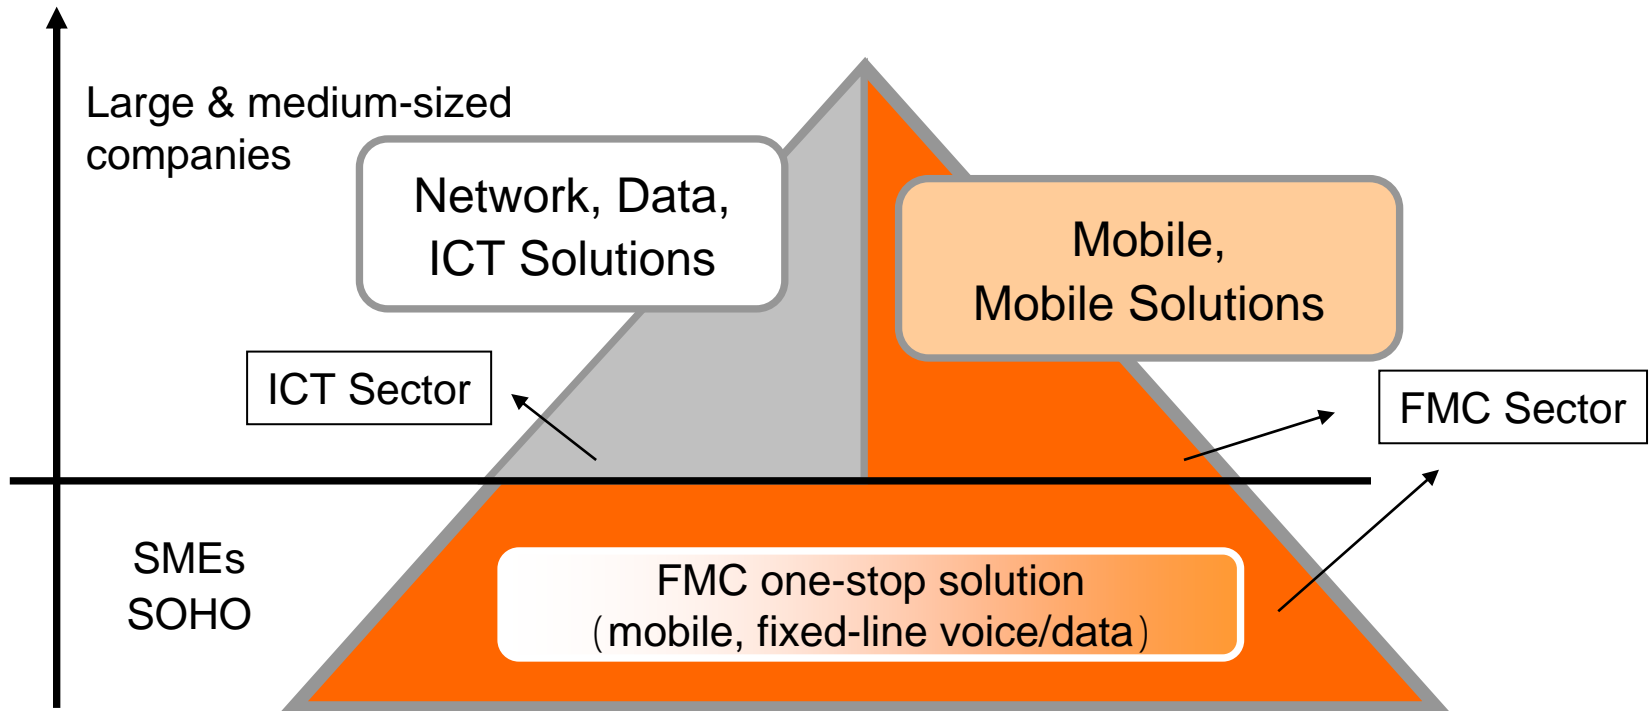 Large & medium-sized
companies
Network, Data,
ICT Solutions
Mobile,
Mobile Solutions
ICT Sector
FMC Sector
SMEs
SOHO
FMC one-stop solution
(mobile, fixed-line voice/data)